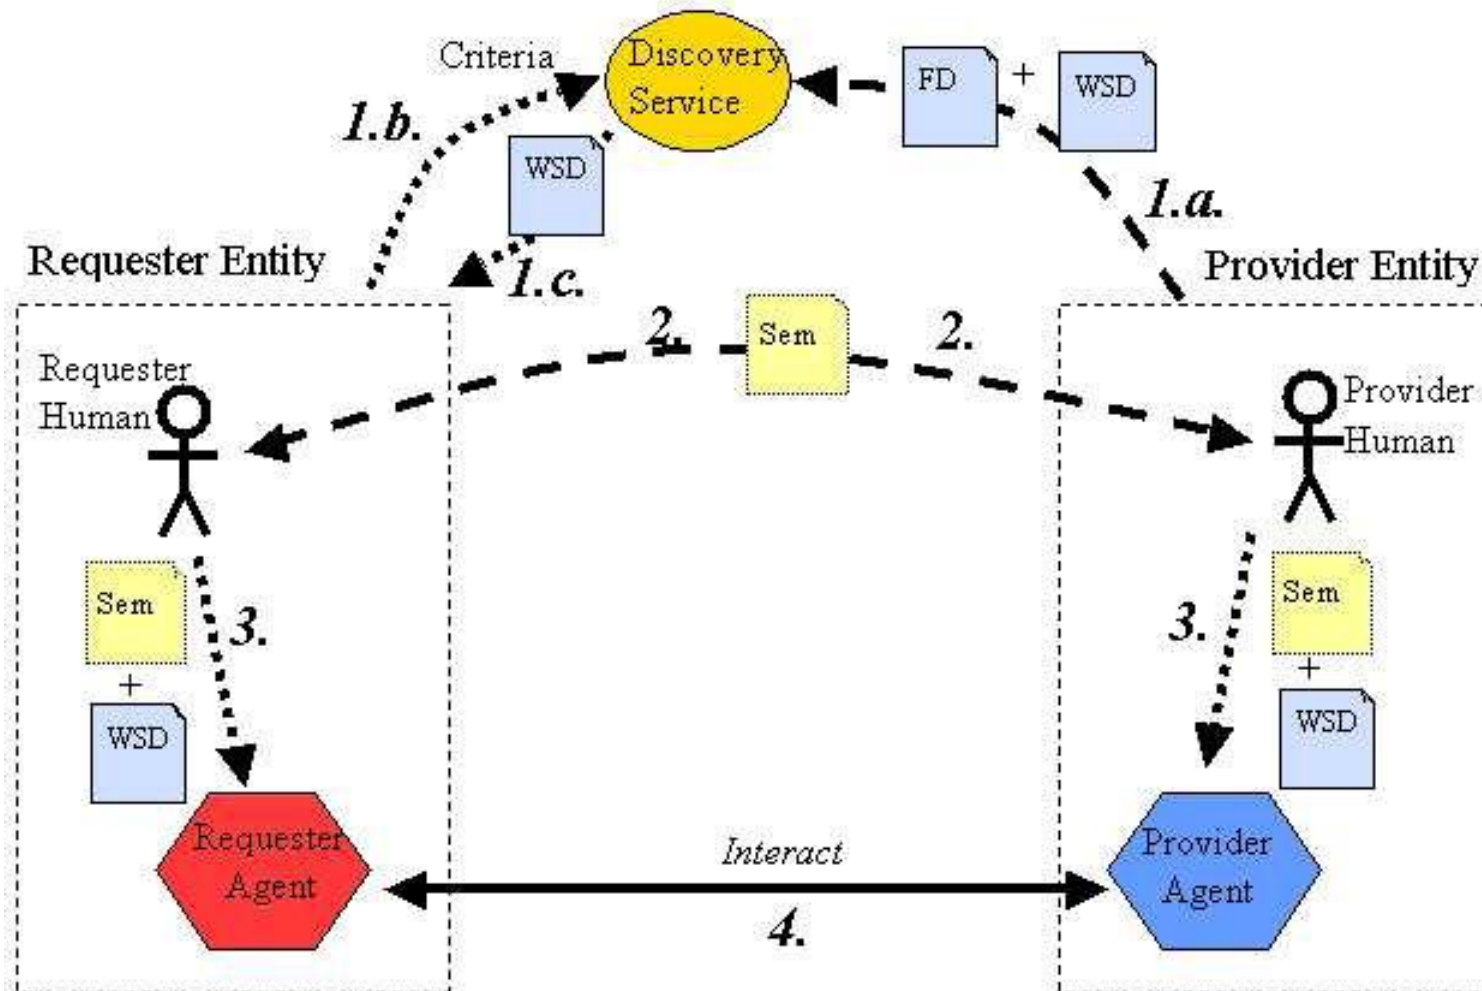 Criteria
Discovery
Service
FD
+
WSD
1.b.
WSD
1.a.
Requester Entity
1.c.
Provider Entity
2.
Sem
2.
Requester
Human
Provider
Human
Sem
3.
+
WSD
3.
Sem
+
WSD
Requester
Agent
Interact
4.
Provider
Agent